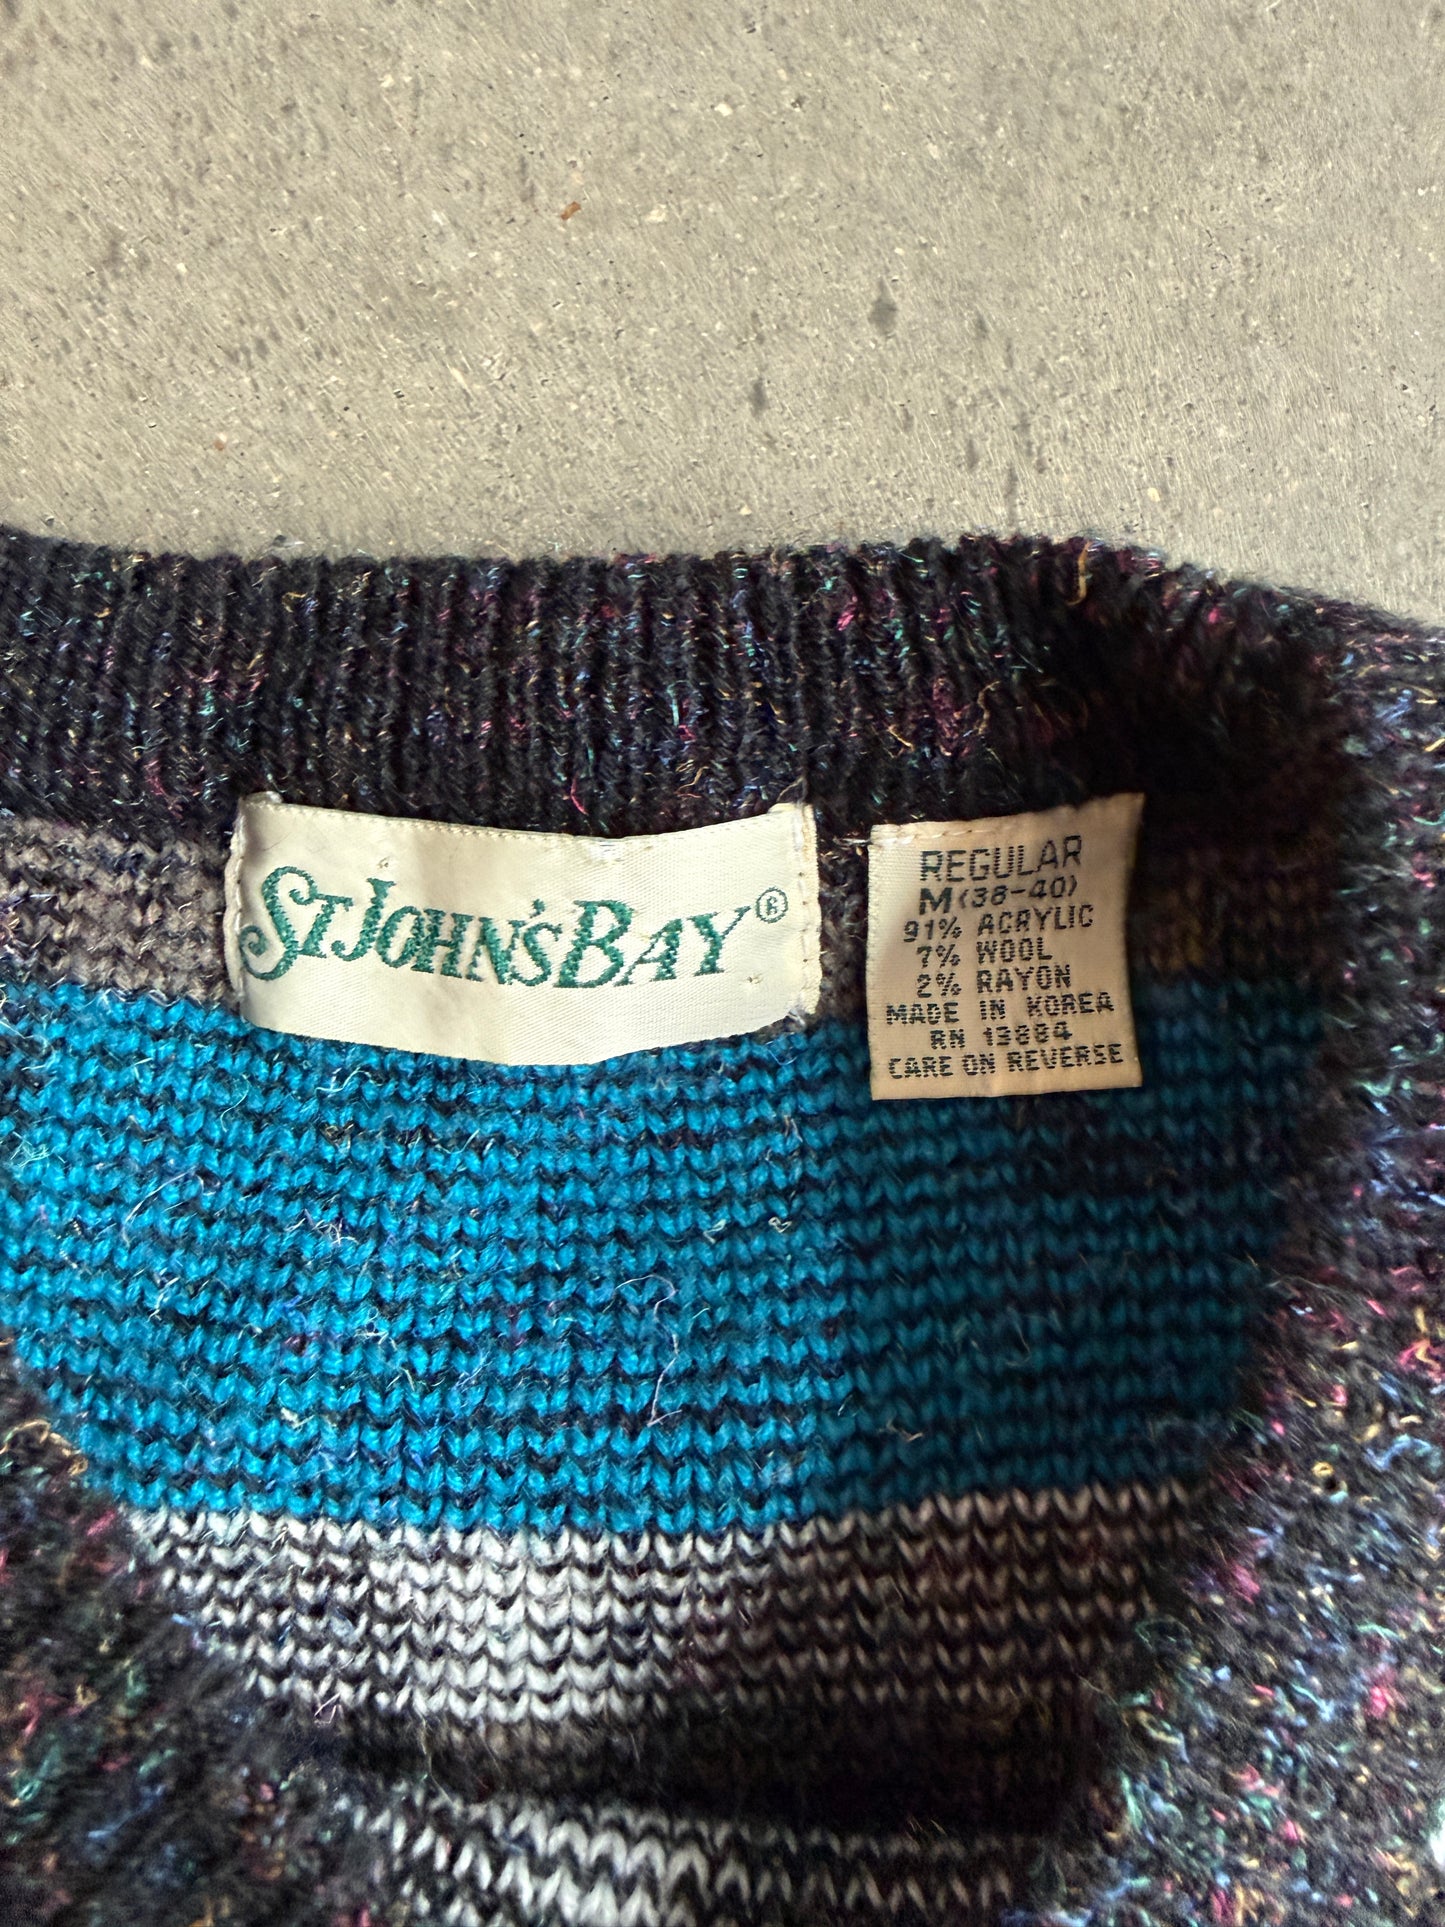 ST JOHN'S BAY®
REGULAR
M (38-40)
91% ACRYLIC
7% WOOL
2% RAYON
MADE IN KOREA
RN 13884
CARE ON REVERSE